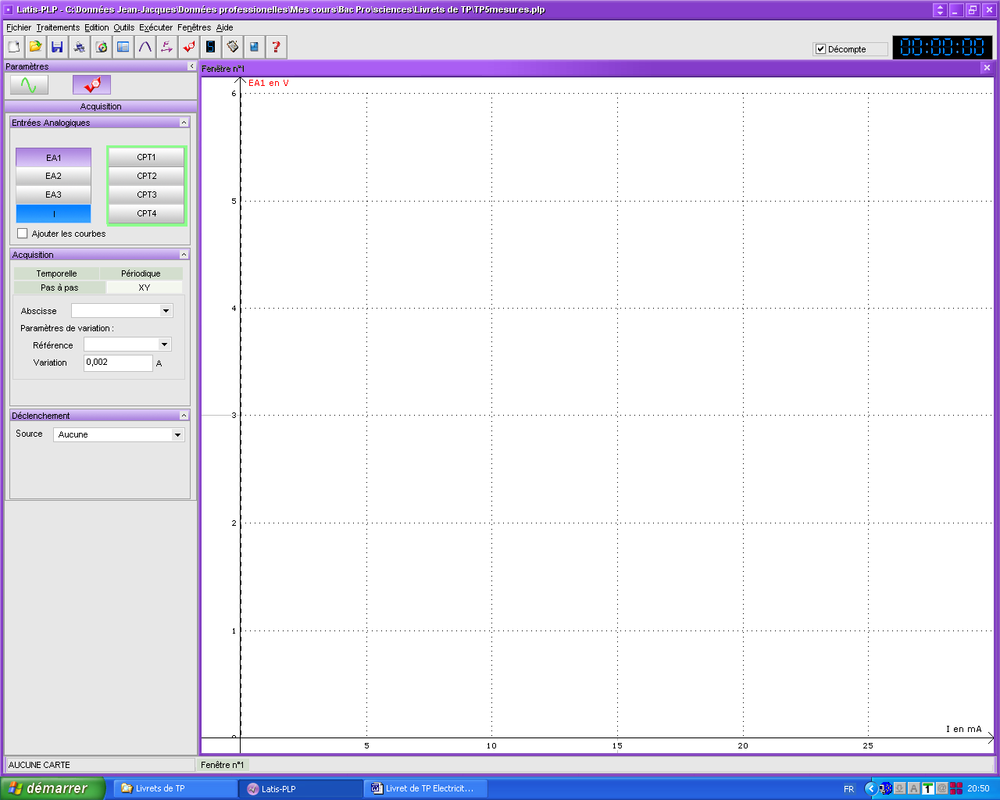 Latis-PLP - C:\Données Jean-Jacques\Données professionelles\Mes cours\Bac Pro\sciences\Livrets de TP\TP5mesures.plp
Fichier Traitements Edition Outils Exécuter Fenêtres Aide
Décompte
00:00:00
Paramètres
Fenêtre n°1
Acquisition
Entrées Analogiques
EA1 CPT1
EA2 CPT2
EA3 CPT3
I CPT4
Ajouter les courbes
Acquisition
Temporelle Périodique
Pas à pas XY
Abscisse
Paramètres de variation :
Référence
Variation 0,002 A
Déclenchement
Source Aucune
EA1 en V
6
5
4
3
2
1
0
I en mA
5 10 15 20 25
AUCUNE CARTE
Fenêtre n°1
démarrer
Livrets de TP
Latis-PLP
Livret de TP Electricit...
FR
20:50